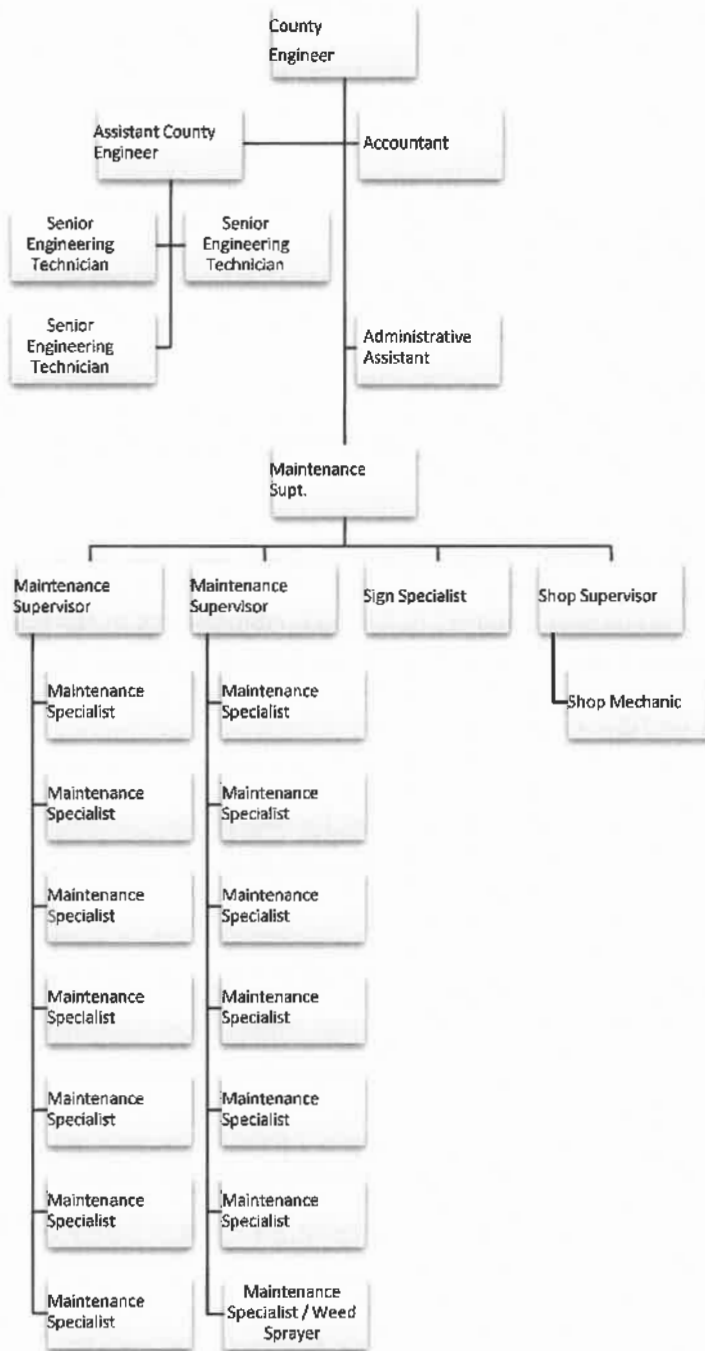 County
Engineer
Assistant County
Engineer
Accountant
Senior
Engineering
Technician
Senior
Engineering
Technician
Senior
Engineering
Technician
Administrative
Assistant
Maintenance
Supt.
Maintenance
Supervisor
Maintenance
Supervisor
Sign Specialist
Shop Supervisor
Maintenance
Specialist
Maintenance
Specialist
Shop Mechanic
Maintenance
Specialist
Maintenance
Specialist
Maintenance
Specialist
Maintenance
Specialist
Maintenance
Specialist
Maintenance
Specialist
Maintenance
Specialist
Maintenance
Specialist
Maintenance
Specialist
Maintenance
Specialist
Maintenance
Specialist
Maintenance
Specialist / Weed
Sprayer